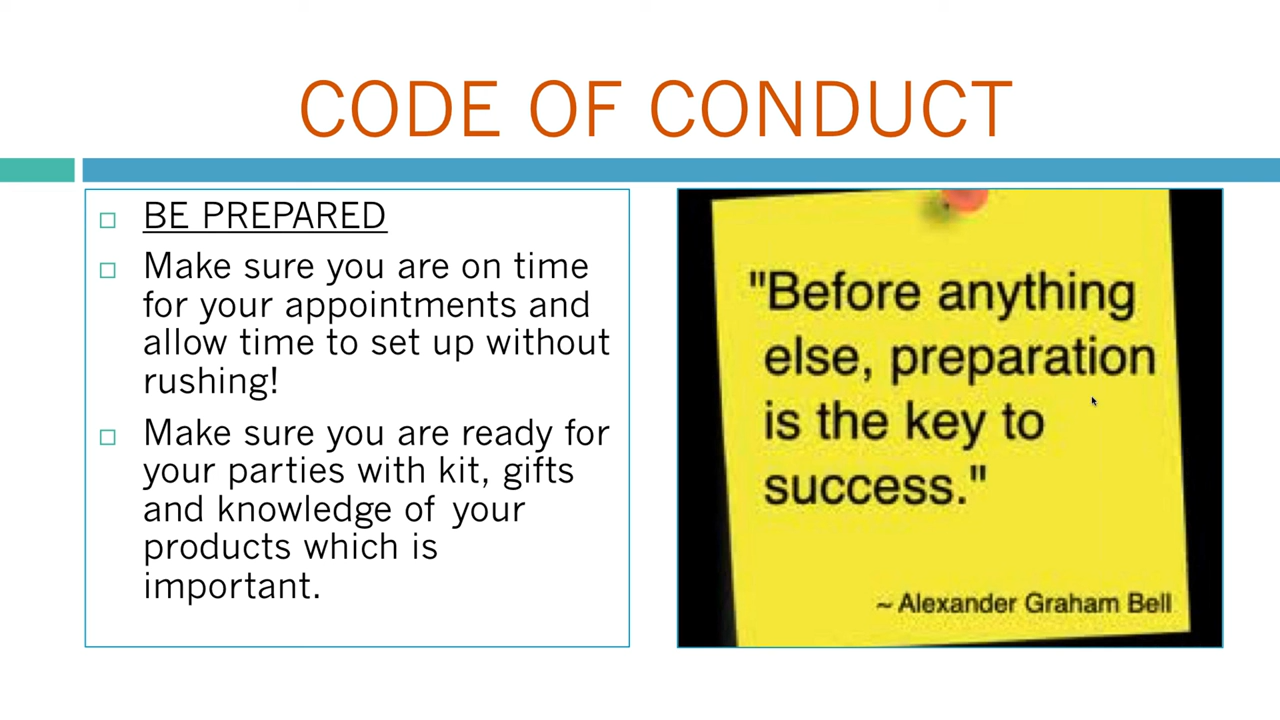 CODE OF CONDUCT
BE PREPARED
Make sure you are on time
for your appointments and
allow time to set up without
rushing!
Make sure you are ready for
your parties with kit, gifts
and knowledge of your
products which is
important.
"Before anything
else, preparation
is the key to
success."
~ Alexander Graham Bell